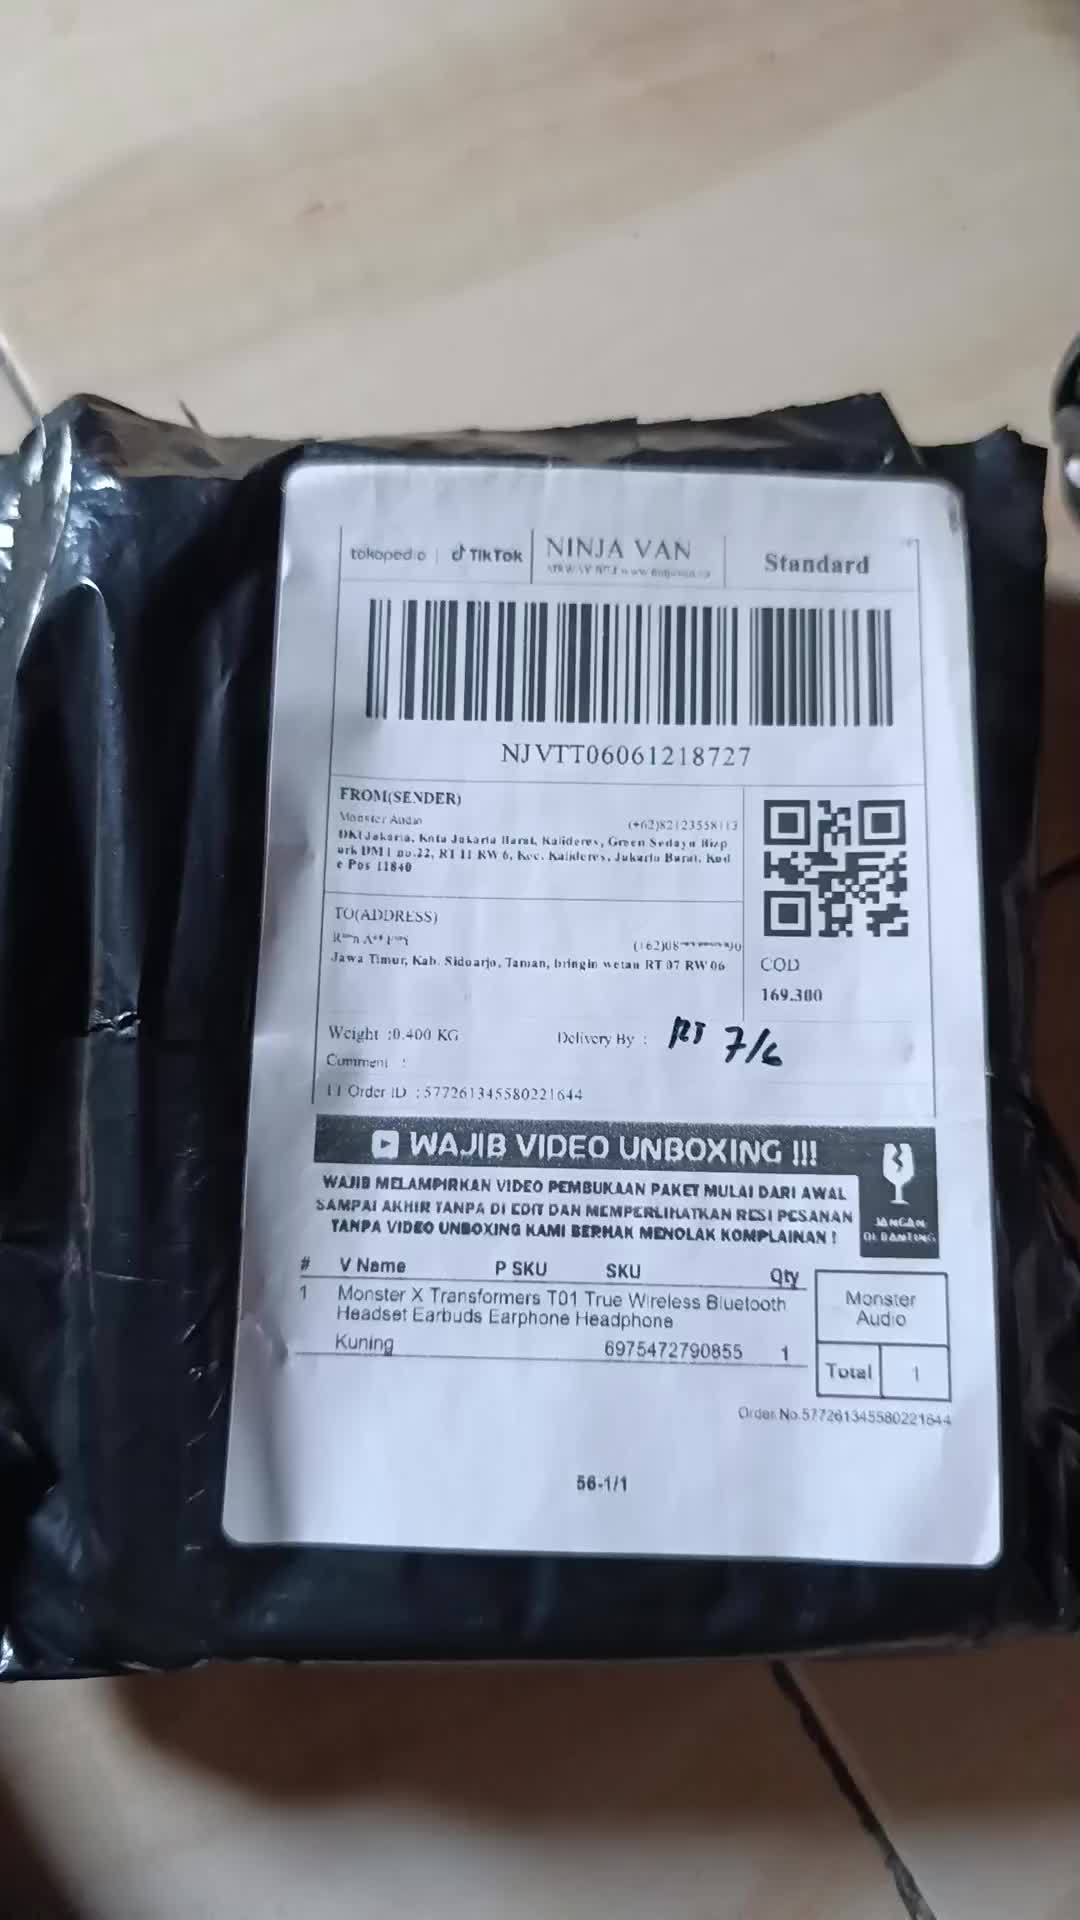 tokopedia | TikTok
NINJA VAN
Standard
NJVTT06061218727
FROM(SENDER)
Monster Audio (+62)82123558113
DKI Jakarta, Kota Jakarta Barat, Kalideres, Green Sedayu Bizp
ark DM1 no.22, RT 11 RW 6, Kec. Kalideres, Jakarta Barat, Kod
e Pos 11840
TO(ADDRESS)
Jawa Timur, Kab. Sidoarjo, Taman, bringin wetan RT 07 RW 06
COD
169.300
Weight :0.400 KG Delivery By : RT 7/6
Comment :
TT Order ID :577261345580221644
WAJIB VIDEO UNBOXING !!!
WAJIB MELAMPIRKAN VIDEO PEMBUKAAN PAKET MULAI DARI AWAL
SAMPAI AKHIR TANPA DI EDIT DAN MEMPERLIHATKAN RESI PESANAN
TANPA VIDEO UNBOXING KAMI BERHAK MENOLAK KOMPLAINAN !
JANGAN
DI BANTING
# V Name P SKU SKU Qty
1 Monster X Transformers T01 True Wireless Bluetooth
Headset Earbuds Earphone Headphone
Kuning 6975472790855 1
Monster
Audio
Total 1
Order No.577261345580221644
56-1/1